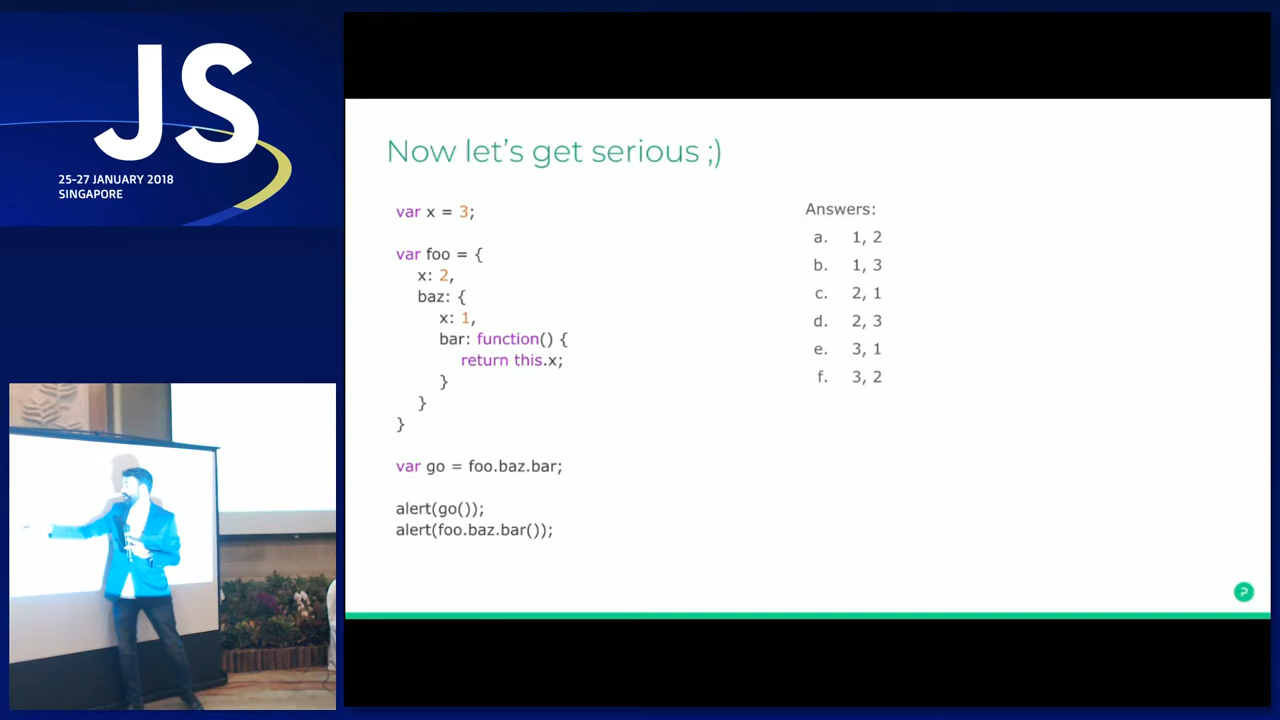 JS
25-27 JANUARY 2018
SINGAPORE
Now let's get serious ;)
var x = 3;
var foo = {
x: 2,
baz: {
x: 1,
bar: function() {
return this.x;
}
}
}
var go = foo.baz.bar;
alert(go());
alert(foo.baz.bar());
Answers:
a. 1, 2
b. 1, 3
c. 2, 1
d. 2, 3
e. 3, 1
f. 3, 2